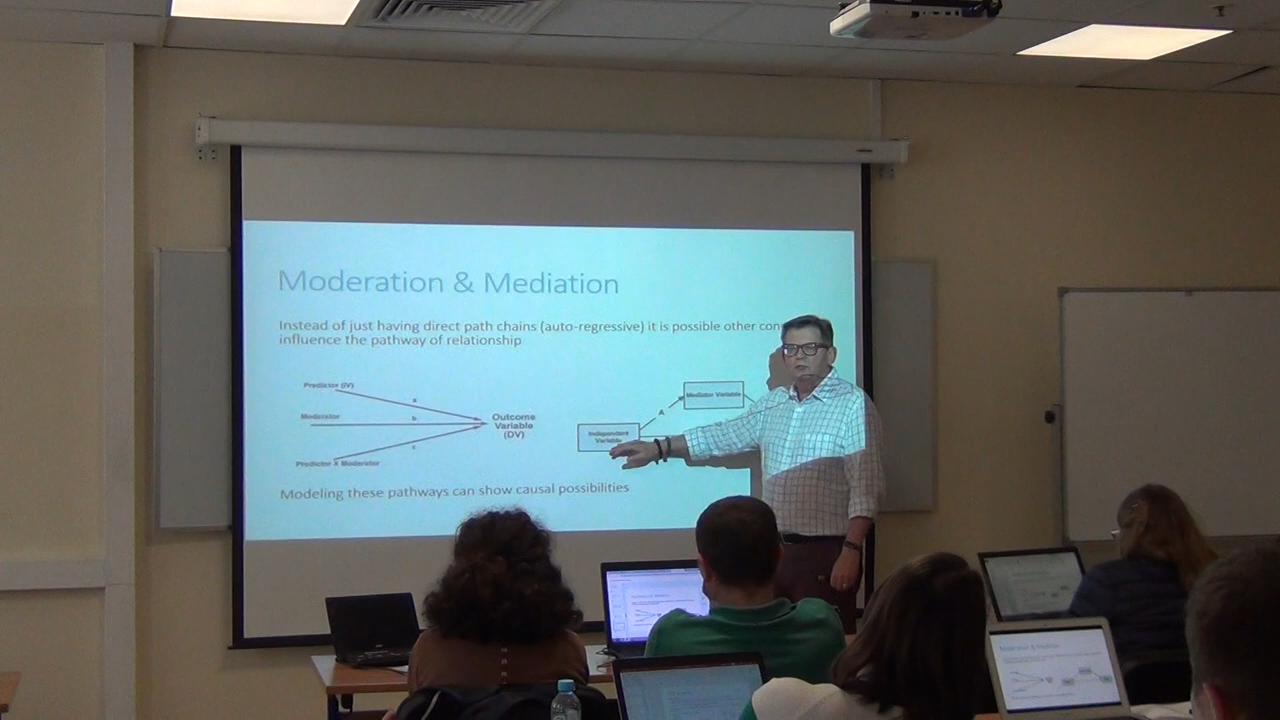 Moderation & Mediation
Instead of just having direct path chains (auto-regressive) it is possible other
influence the pathway of relationship
Predictor (IV)
a
Moderator
b
Outcome
Variable
(DV)
c
Predictor X Moderator
Mediator Variable
A
Independent
Variable
Modeling these pathways can show causal possibilities
Moderation & Mediation